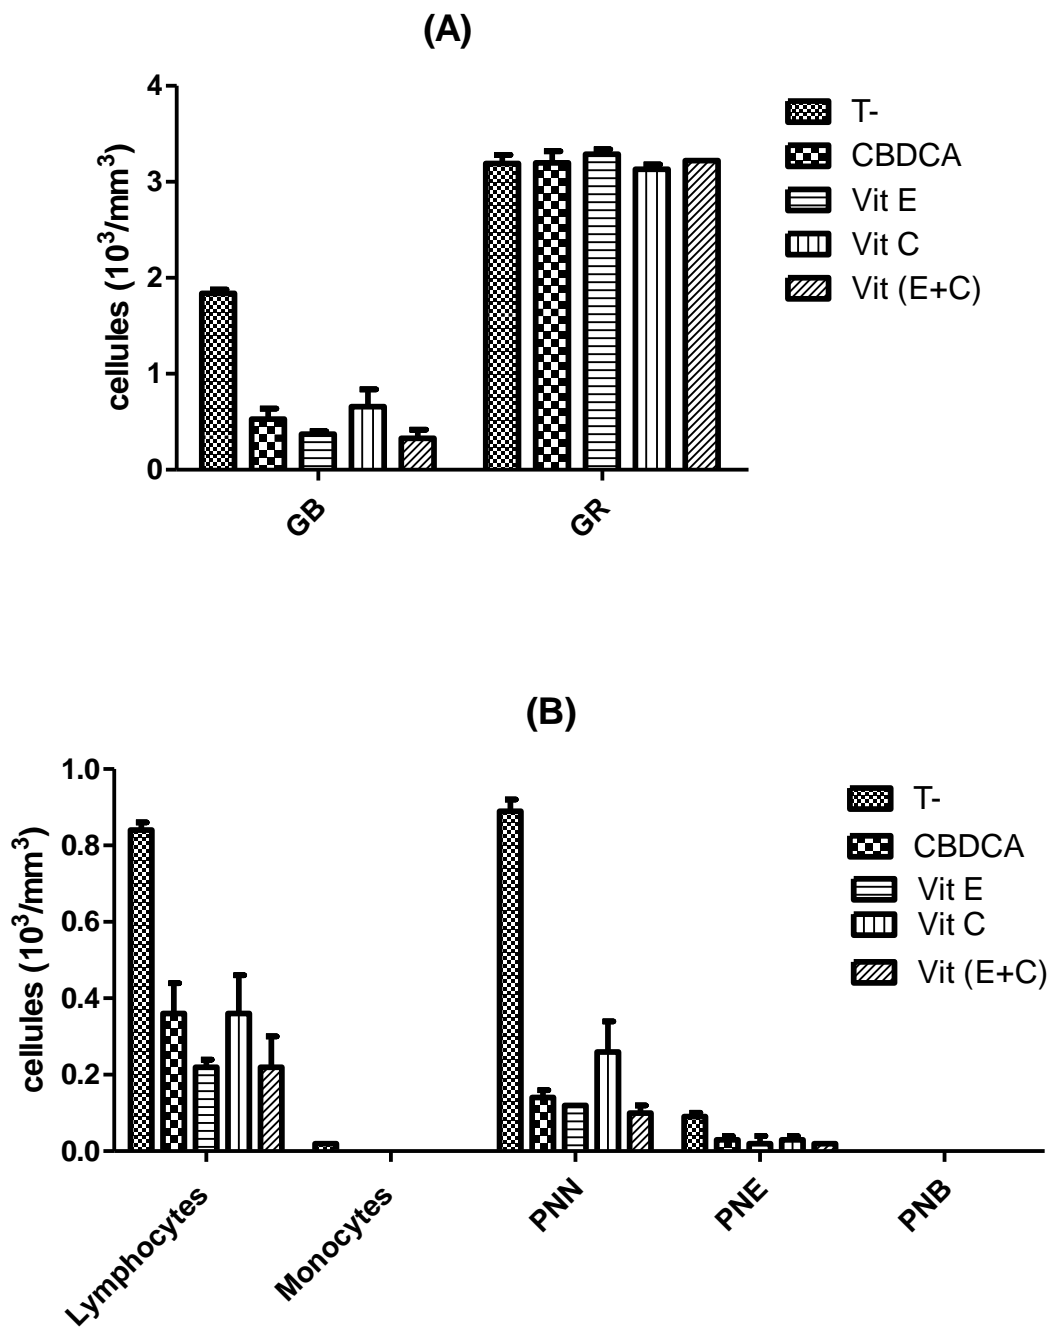 (A)
cellules (10³/mm³)
4
3
2
1
0
GB
GR
T-
CBDCA
Vit E
Vit C
Vit (E+C)
(B)
cellules (10³/mm³)
1.0
0.8
0.6
0.4
0.2
0.0
Lymphocytes
Monocytes
PNN
PNE
PNB
T-
CBDCA
Vit E
Vit C
Vit (E+C)